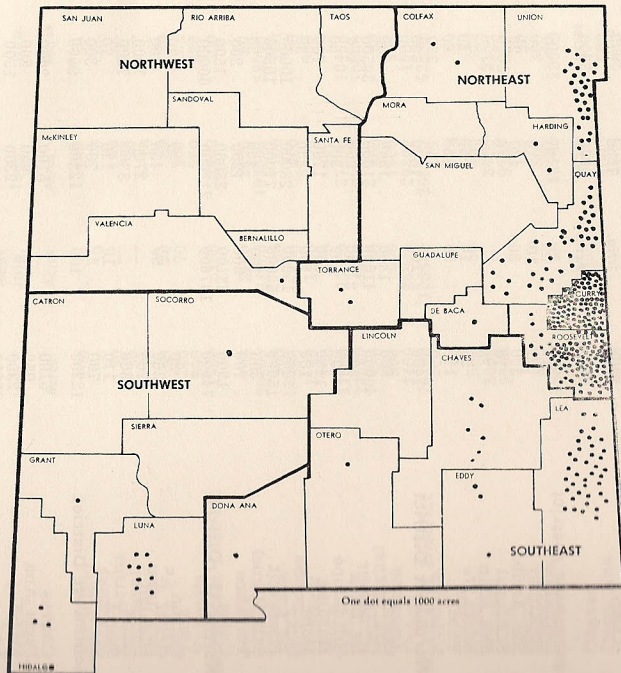 SAN JUAN
RIO ARRIBA
TAOS
COLFAX
UNION
NORTHWEST
NORTHEAST
SANDOVAL
MORA
McKINLEY
SANTA FE
HARDING
SAN MIGUEL
QUAY
VALENCIA
BERNALILLO
GUADALUPE
TORRANCE
CATRON
SOCORRO
DE BACA
CURRY
LINCOLN
ROOSEVELT
CHAVES
SOUTHWEST
LEA
SIERRA
OTERO
GRANT
EDDY
DONA ANA
LUNA
SOUTHEAST
One dot equals 1000 acres
HIDALGO